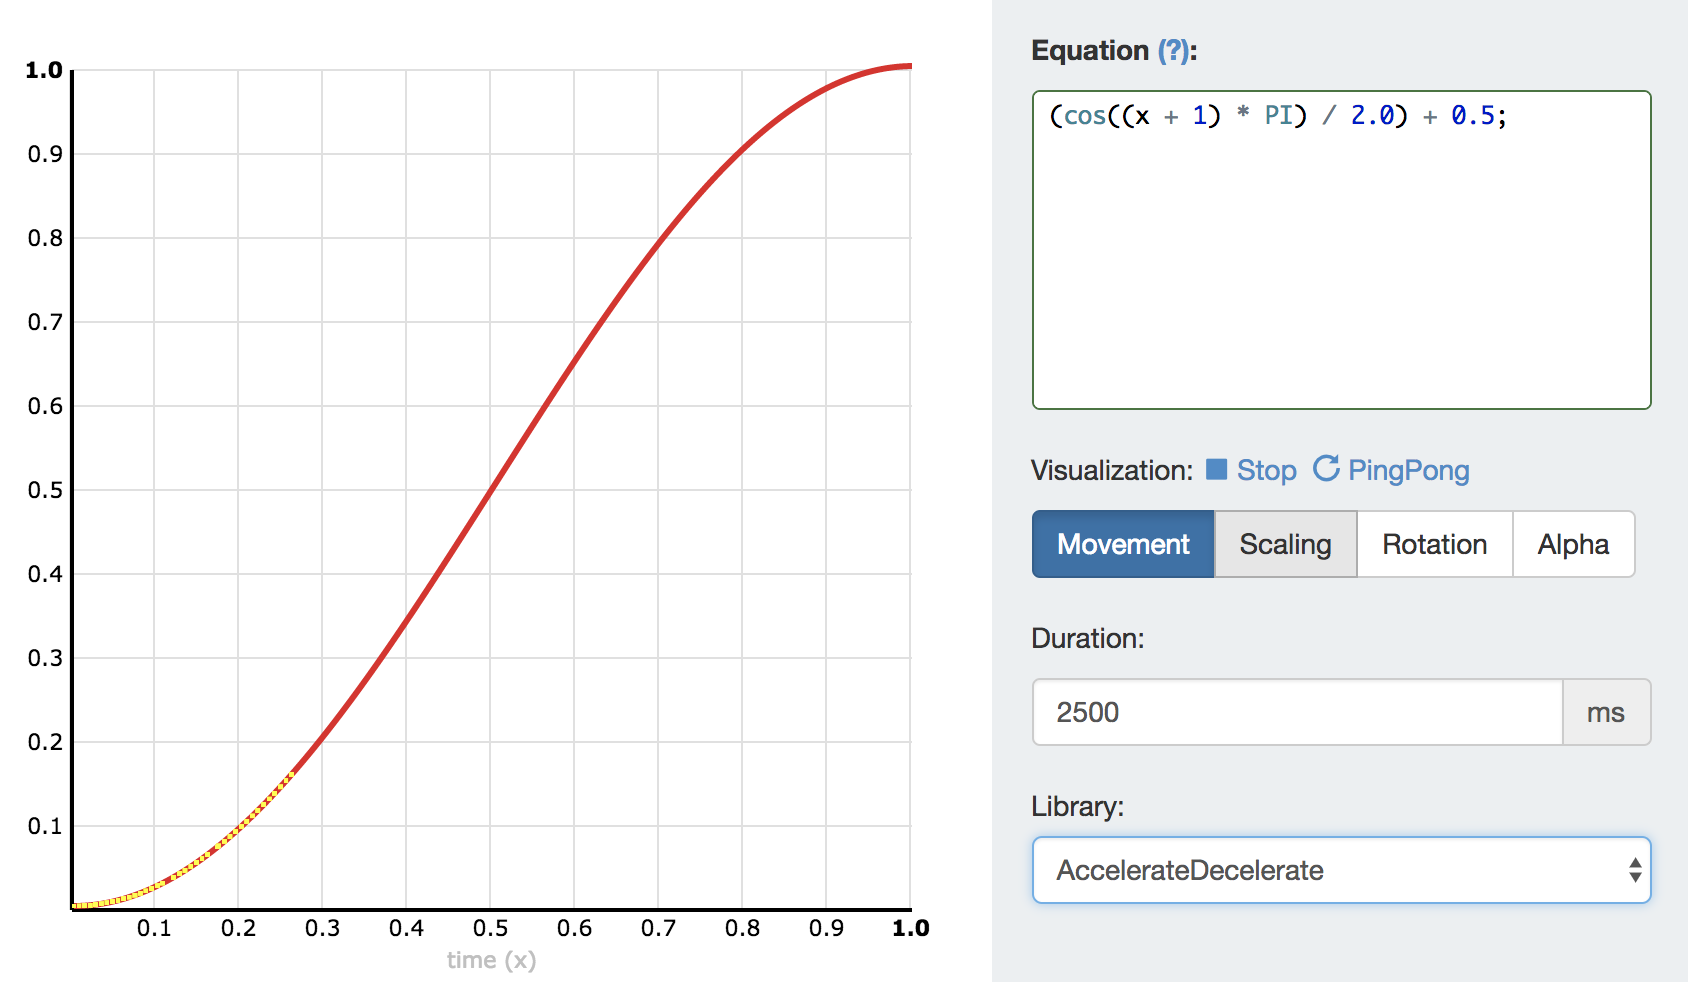 1.0
0.9
0.8
0.7
0.6
0.5
0.4
0.3
0.2
0.1
0.1 0.2 0.3 0.4 0.5 0.6 0.7 0.8 0.9 1.0
time (x)
Equation (?):
(cos((x + 1) * PI) / 2.0) + 0.5;
Visualization: Stop PingPong
Movement Scaling Rotation Alpha
Duration:
2500 ms
Library:
AccelerateDecelerate